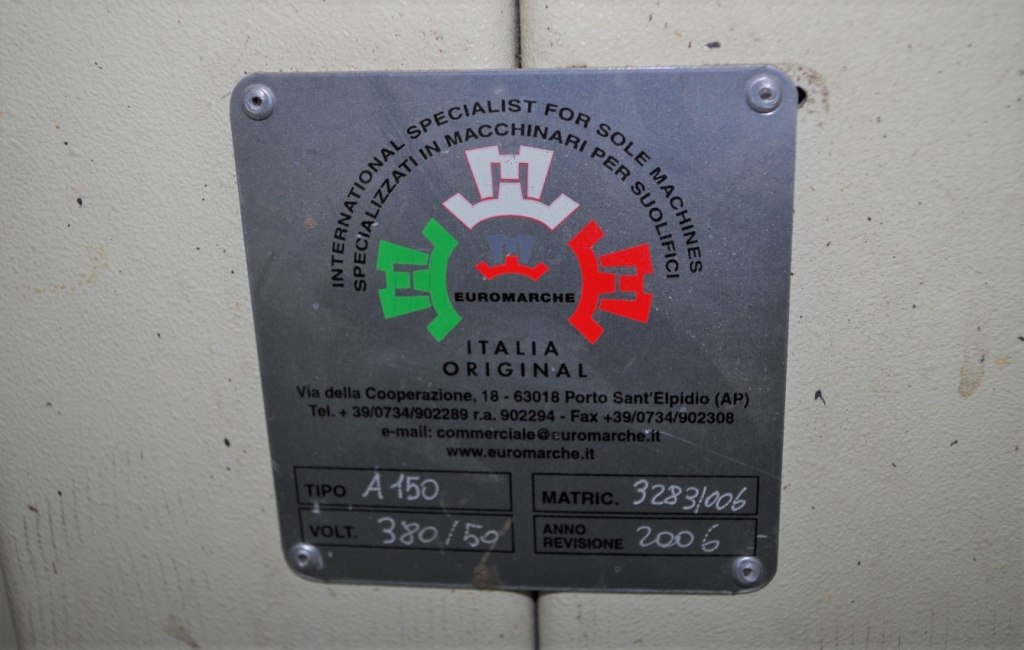 INTERNATIONAL SPECIALIST FOR SOLE MACHINES
SPECIALIZZATI IN MACCHINARI PER SUOLIFICI
EUROMARCHE
ITALIA
ORIGINAL
Via della Cooperazione, 18 - 63018 Porto Sant'Elpidio (AP)
Tel. + 39/0734/902289 r.a. 902294 - Fax +39/0734/902308
e-mail: commerciale@euromarche.it
www.euromarche.it
TIPO A 150
MATRIC. 3283/006
VOLT. 380/50
ANNO
REVISIONE 2006